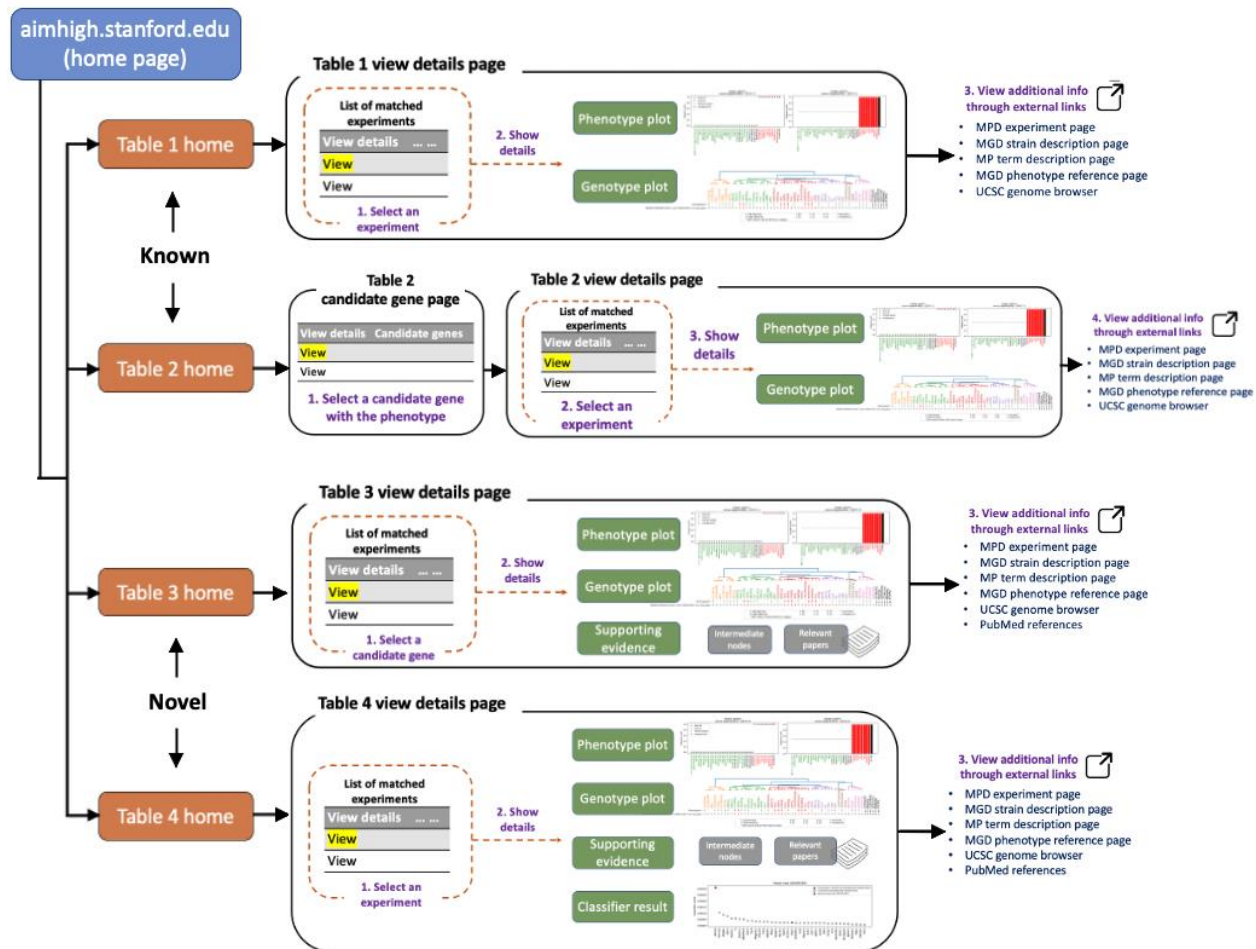 aimhigh.stanford.edu
(home page)
Table 1 view details page
Table 1 home
List of matched
experiments
View details ... ...
View
View
1. Select an
experiment
2. Show
details
Phenotype plot
Genotype plot
3. View additional info
through external links
• MPD experiment page
• MGD strain description page
• MP term description page
• MGD phenotype reference page
• UCSC genome browser
Known
Table 2 home
Table 2
candidate gene page
View details Candidate genes
View
View
1. Select a candidate gene
with the phenotype
Table 2 view details page
List of matched
experiments
View details ... ...
View
View
2. Select an
experiment
3. Show
details
Phenotype plot
Genotype plot
4. View additional info
through external links
• MPD experiment page
• MGD strain description page
• MP term description page
• MGD phenotype reference page
• UCSC genome browser
Table 3 view details page
Table 3 home
List of matched
experiments
View details ... ...
View
View
1. Select a
candidate gene
2. Show
details
Phenotype plot
Genotype plot
Supporting
evidence
Intermediate
nodes
Relevant
papers
3. View additional info
through external links
• MPD experiment page
• MGD strain description page
• MP term description page
• MGD phenotype reference page
• UCSC genome browser
• PubMed references
Novel
Table 4 view details page
Table 4 home
List of matched
experiments
View details ... ...
View
View
1. Select an
experiment
2. Show
details
Phenotype plot
Genotype plot
Supporting
evidence
Intermediate
nodes
Relevant
papers
Classifier result
3. View additional info
through external links
• MPD experiment page
• MGD strain description page
• MP term description page
• MGD phenotype reference page
• UCSC genome browser
• PubMed references